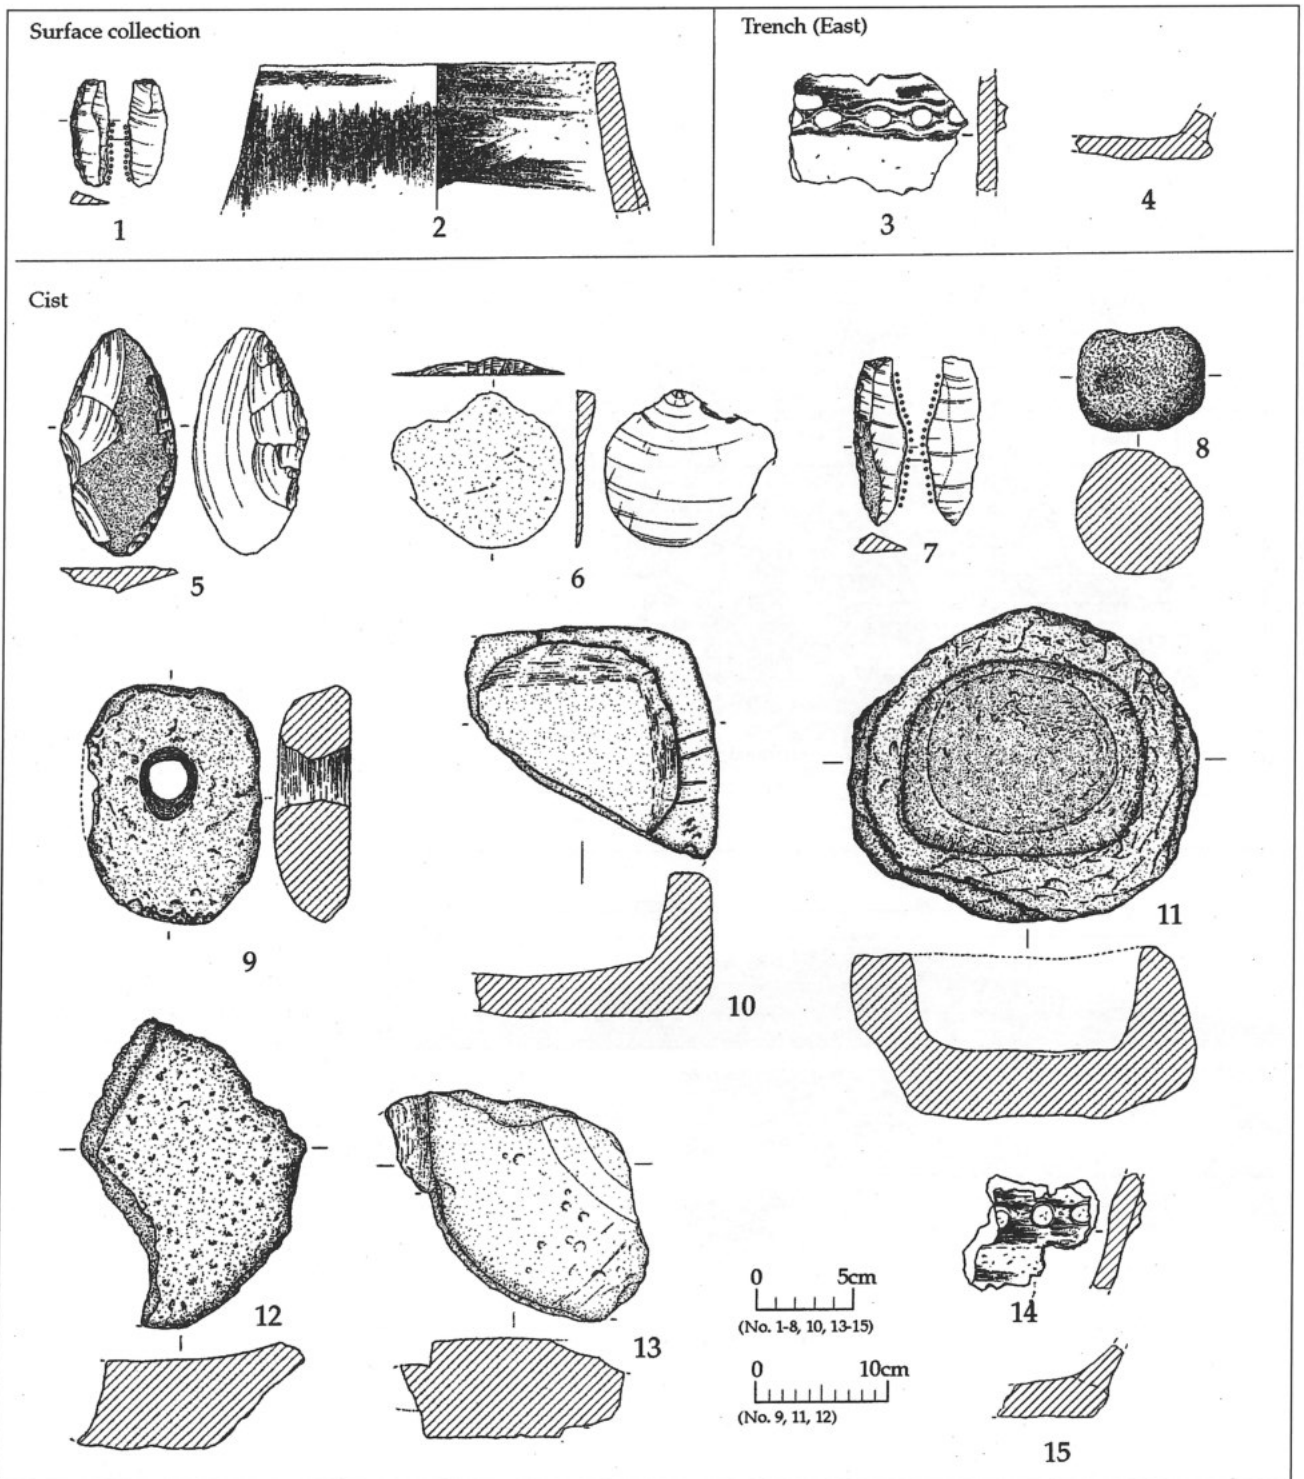 Surface collection
Trench (East)
1
2
3
4
Cist
5
6
7
8
9
10
11
12
13
0 5cm
(No. 1-8, 10, 13-15)
0 10cm
(No. 9, 11, 12)
14
15